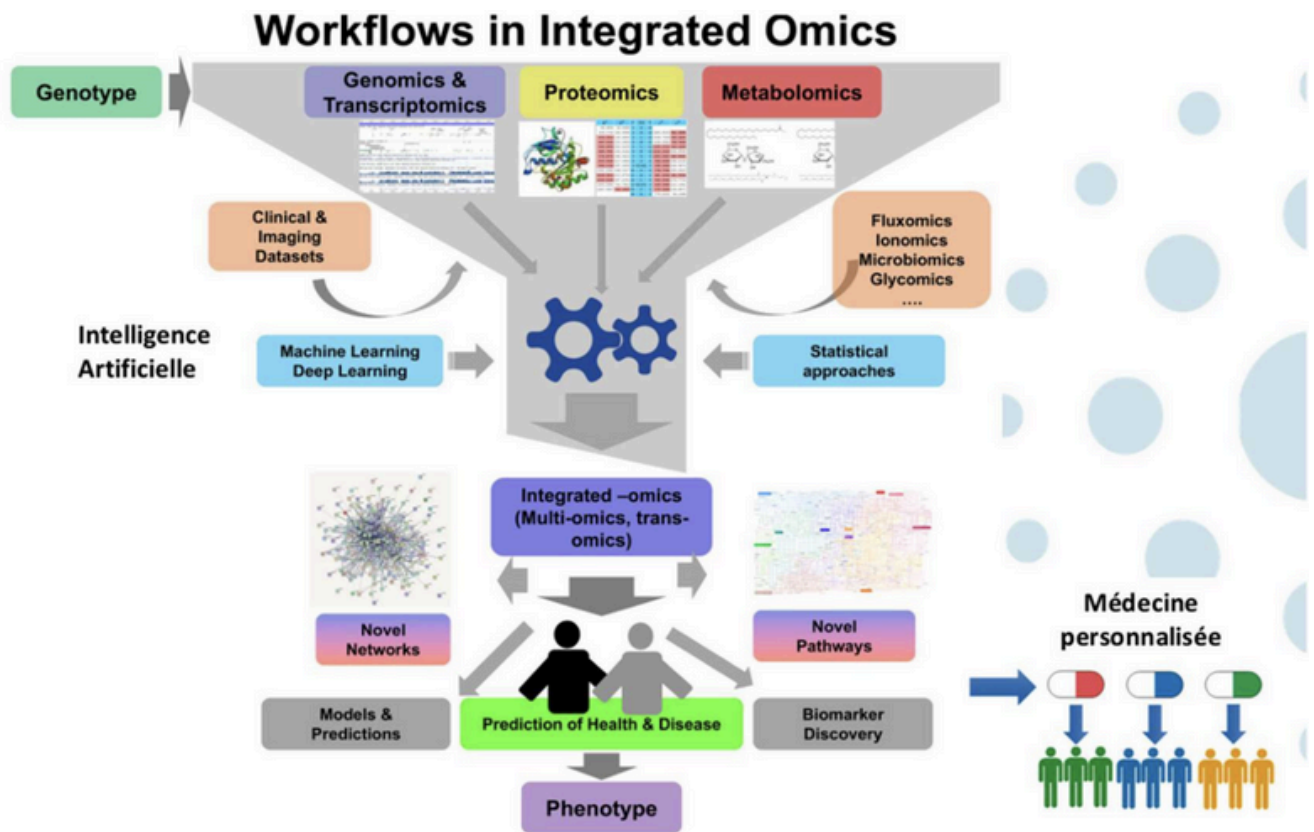 Workflows in Integrated Omics
Genotype
Genomics &
Transcriptomics
Proteomics
Metabolomics
Clinical &
Imaging
Datasets
Fluxomics
Ionomics
Microbiomics
Glycomics
....
Intelligence
Artificielle
Machine Learning
Deep Learning
Statistical
approaches
Integrated –omics
(Multi-omics, trans-
omics)
Novel
Networks
Novel
Pathways
Médecine
personnalisée
Models &
Predictions
Prediction of Health & Disease
Biomarker
Discovery
Phenotype